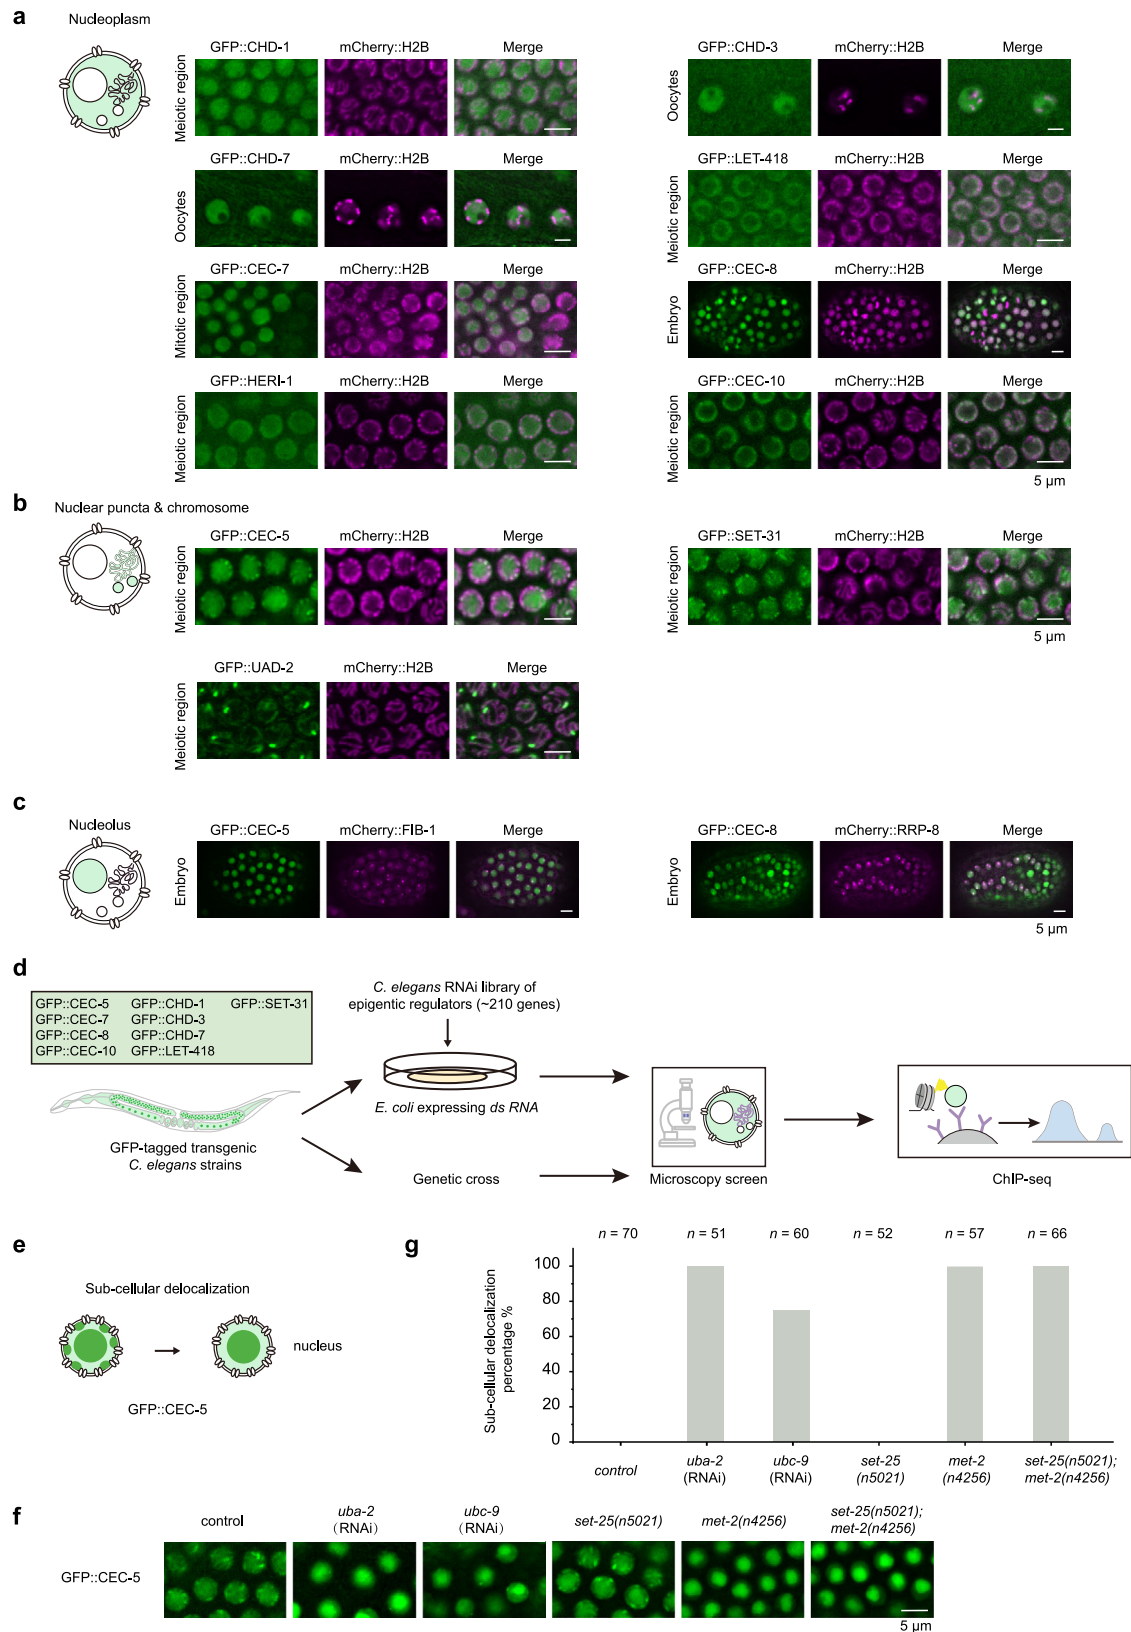 a
Nucleoplasm
GFP::CHD-1 mCherry::H2B Merge
Meiotic region
GFP::CHD-3 mCherry::H2B Merge
Oocytes
GFP::CHD-7 mCherry::H2B Merge
Oocytes
GFP::LET-418 mCherry::H2B Merge
Meiotic region
GFP::CEC-7 mCherry::H2B Merge
Mitotic region
GFP::CEC-8 mCherry::H2B Merge
Embryo
GFP::HERI-1 mCherry::H2B Merge
Meiotic region
GFP::CEC-10 mCherry::H2B Merge
Meiotic region
5 µm
b
Nuclear puncta & chromosome
GFP::CEC-5 mCherry::H2B Merge
Meiotic region
GFP::SET-31 mCherry::H2B Merge
Meiotic region
5 µm
GFP::UAD-2 mCherry::H2B Merge
Meiotic region
c
Nucleolus
GFP::CEC-5 mCherry::FIB-1 Merge
Embryo
GFP::CEC-8 mCherry::RRP-8 Merge
Embryo
5 µm
d
GFP::CEC-5 GFP::CHD-1 GFP::SET-31
GFP::CEC-7 GFP::CHD-3
GFP::CEC-8 GFP::CHD-7
GFP::CEC-10 GFP::LET-418
GFP-tagged transgenic
C. elegans strains
C. elegans RNAi library of
epigentic regulators (~210 genes)
E. coli expressing ds RNA
Genetic cross
Microscopy screen
ChIP-seq
e
Sub-cellular delocalization
nucleus
GFP::CEC-5
g
n = 70 n = 51 n = 60 n = 52 n = 57 n = 66
Sub-cellular delocalization
percentage %
100
80
60
40
20
0
control uba-2 ubc-9 set-25 met-2 set-25(n5021);
(RNAi) (RNAi) (n5021) (n4256) met-2(n4256)
f
control uba-2 ubc-9 set-25(n5021) met-2(n4256) set-25(n5021);
(RNAi) (RNAi) met-2(n4256)
GFP::CEC-5
5 µm